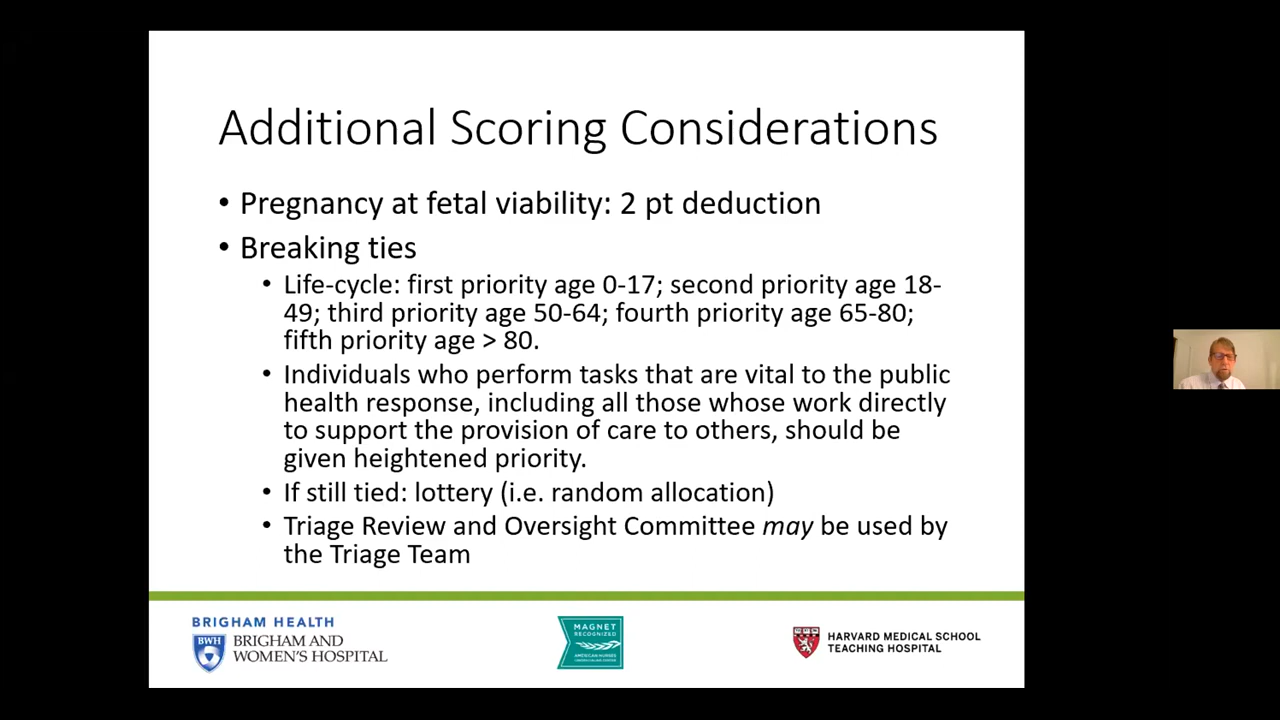 Additional Scoring Considerations
• Pregnancy at fetal viability: 2 pt deduction
• Breaking ties
• Life-cycle: first priority age 0-17; second priority age 18-
49; third priority age 50-64; fourth priority age 65-80;
fifth priority age > 80.
• Individuals who perform tasks that are vital to the public
health response, including all those whose work directly
to support the provision of care to others, should be
given heightened priority.
• If still tied: lottery (i.e. random allocation)
• Triage Review and Oversight Committee may be used by
the Triage Team
BRIGHAM HEALTH
BWH
BRIGHAM AND
WOMEN'S HOSPITAL
MAGNET
RECOGNIZED
AMERICAN NURSES
CREDENTIALING CENTER
HARVARD MEDICAL SCHOOL
TEACHING HOSPITAL